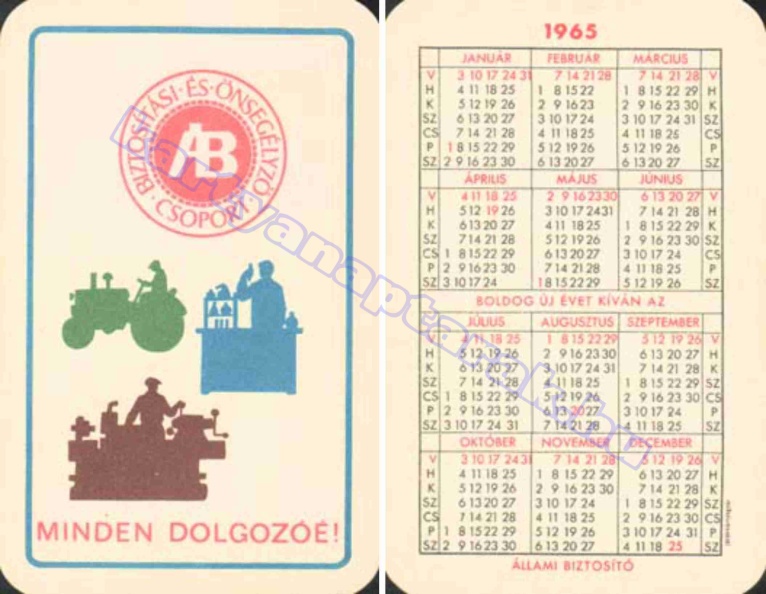 BIZTOSÍTÁSI·ÉS·ÖNSEGÉLYZŐ·CSOPORT·
ÁB
MINDEN DOLGOZÓÉ!
kartyanaptarok.hu
1965
JANUÁR FEBRUÁR MÁRCIUS
V 3 10 17 24 31 7 14 21 28 7 14 21 28 V
H 4 11 18 25 1 8 15 22 1 8 15 22 29 H
K 5 12 19 26 2 9 16 23 2 9 16 23 30 K
SZ 6 13 20 27 3 10 17 24 3 10 17 24 31 SZ
CS 7 14 21 28 4 11 18 25 4 11 18 25 CS
P 1 8 15 22 29 5 12 19 26 5 12 19 26 P
SZ 2 9 16 23 30 6 13 20 27 6 13 20 27 SZ
ÁPRILIS MÁJUS JÚNIUS
V 4 11 18 25 2 9 16 23 30 6 13 20 27 V
H 5 12 19 26 3 10 17 24 31 7 14 21 28 H
K 6 13 20 27 4 11 18 25 1 8 15 22 29 K
SZ 7 14 21 28 5 12 19 26 2 9 16 23 30 SZ
CS 1 8 15 22 29 6 13 20 27 3 10 17 24 CS
P 2 9 16 23 30 7 14 21 28 4 11 18 25 P
SZ 3 10 17 24 1 8 15 22 29 5 12 19 26 SZ
BOLDOG ÚJ ÉVET KÍVÁN AZ
JÚLIUS AUGUSZTUS SZEPTEMBER
V 4 11 18 25 1 8 15 22 29 5 12 19 26 V
H 5 12 19 26 2 9 16 23 30 6 13 20 27 H
K 6 13 20 27 3 10 17 24 31 7 14 21 28 K
SZ 7 14 21 28 4 11 18 25 1 8 15 22 29 SZ
CS 1 8 15 22 29 5 12 19 26 2 9 16 23 30 CS
P 2 9 16 23 30 6 13 20 27 3 10 17 24 P
SZ 3 10 17 24 31 7 14 21 28 4 11 18 25 SZ
OKTÓBER NOVEMBER DECEMBER
V 3 10 17 24 31 7 14 21 28 5 12 19 26 V
H 4 11 18 25 1 8 15 22 29 6 13 20 27 H
K 5 12 19 26 2 9 16 23 30 7 14 21 28 K
SZ 6 13 20 27 3 10 17 24 1 8 15 22 29 SZ
CS 7 14 21 28 4 11 18 25 2 9 16 23 30 CS
P 1 8 15 22 29 5 12 19 26 3 10 17 24 31 P
SZ 2 9 16 23 30 6 13 20 27 4 11 18 25 SZ
ÁLLAMI BIZTOSÍTÓ